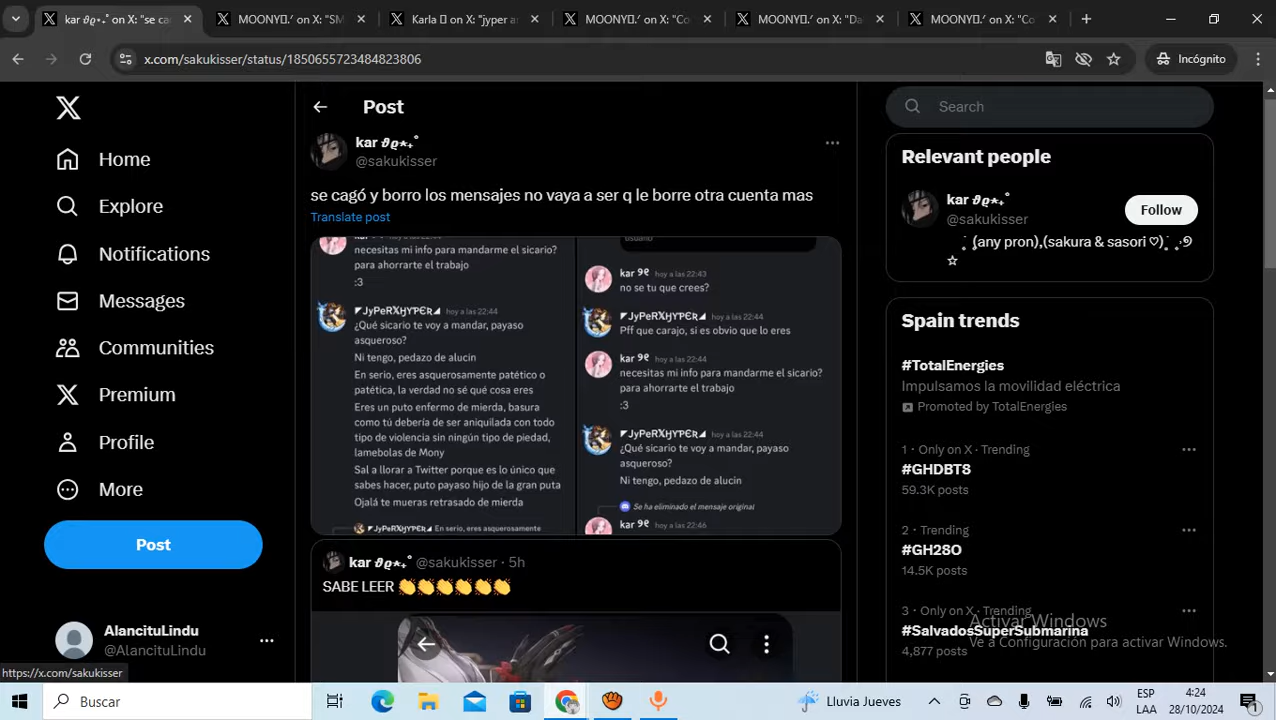 kar 𝝑𝝔⋆₊˚ on X: "se ca
MOONY on X: "SM
Karla on X: "jyper a
MOONY on X: "Co
MOONY on X: "Da
MOONY on X: "Co
x.com/sakukisser/status/1850655723484823806
Incógnito
Home
Explore
Notifications
Messages
Communities
Premium
Profile
More
Post
AlancituLindu
@AlancituLindu
https://x.com/sakukisser
Post
kar 𝝑𝝔⋆₊˚
@sakukisser
se cagó y borro los mensajes no vaya a ser q le borre otra cuenta mas
Translate post
necesitas mi info para mandarme el sicario?
para ahorrarte el trabajo
:3
◤JyPeRӾӇƳƤЄR◢ hoy a las 22:44
¿Qué sicario te voy a mandar, payaso
asqueroso?
Ni tengo, pedazo de alucin
En serio, eres asquerosamente patético o
patética, la verdad no sé qué cosa eres
Eres un puto enfermo de mierda, basura
como tú debería de ser aniquilada con todo
tipo de violencia sin ningún tipo de piedad,
lamebolas de Mony
Sal a llorar a Twitter porque es lo único que
sabes hacer, puto payaso hijo de la gran puta
Ojalá te mueras retrasado de mierda
◤JyPeRӾӇƳƤЄR◢ En serio, eres asquerosamente
usuario
kar ୨୧ hoy a las 22:43
no se tu que crees?
◤JyPeRӾӇƳƤЄR◢ hoy a las 22:44
Pff que carajo, si es obvio que lo eres
kar ୨୧ hoy a las 22:44
necesitas mi info para mandarme el sicario?
para ahorrarte el trabajo
:3
◤JyPeRӾӇƳƤЄR◢ hoy a las 22:44
¿Qué sicario te voy a mandar, payaso
asqueroso?
Ni tengo, pedazo de alucin
Se ha eliminado el mensaje original
kar ୨୧ hoy a las 22:46
kar 𝝑𝝔⋆₊˚ @sakukisser · 5h
SABE LEER 👏👏👏👏👏👏
Search
Relevant people
kar 𝝑𝝔⋆₊˚
@sakukisser
Follow
(any pron),(sakura & sasori ♡)
☆
Spain trends
#TotalEnergies
Impulsamos la movilidad eléctrica
Promoted by TotalEnergies
1 · Only on X · Trending
#GHDBT8
59.3K posts
2 · Trending
#GH28O
14.5K posts
3 · Only on X · Trending
#SalvadosSuperSubmarina
4,877 posts
Activar Windows
Ve a Configuración para activar Windows.
Buscar
Lluvia Jueves
ESP
LAA
4:24
28/10/2024
1